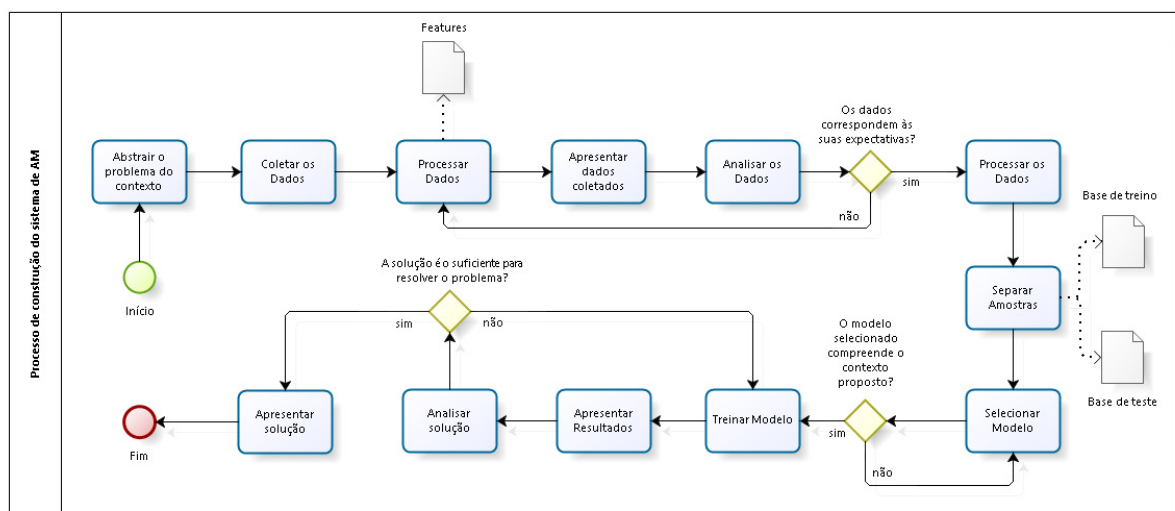 Processo de construção do sistema de AM
Features
Abstrair o
problema do
contexto
Coletar os
Dados
Processar
Dados
Apresentar
dados
coletados
Analisar os
Dados
Os dados
correspondem às
suas expectativas?
sim
não
Processar os
Dados
Base de treino
Início
Separar
Amostras
Base de teste
A solução é o suficiente para
resolver o problema?
sim
não
O modelo
selecionado
compreende o
contexto
proposto?
Selecionar
Modelo
sim
não
Treinar Modelo
Apresentar
Resultados
Analisar
solução
Apresentar
solução
Fim